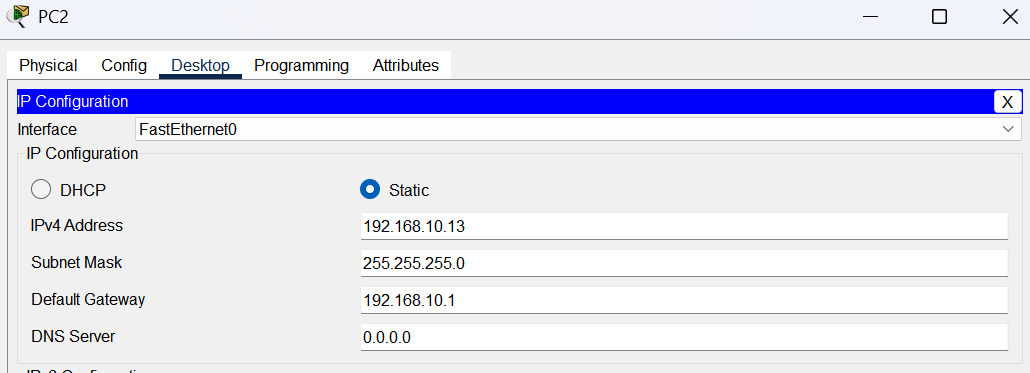 PC2
Physical Config Desktop Programming Attributes
IP Configuration X
Interface FastEthernet0
IP Configuration
DHCP Static
IPv4 Address 192.168.10.13
Subnet Mask 255.255.255.0
Default Gateway 192.168.10.1
DNS Server 0.0.0.0